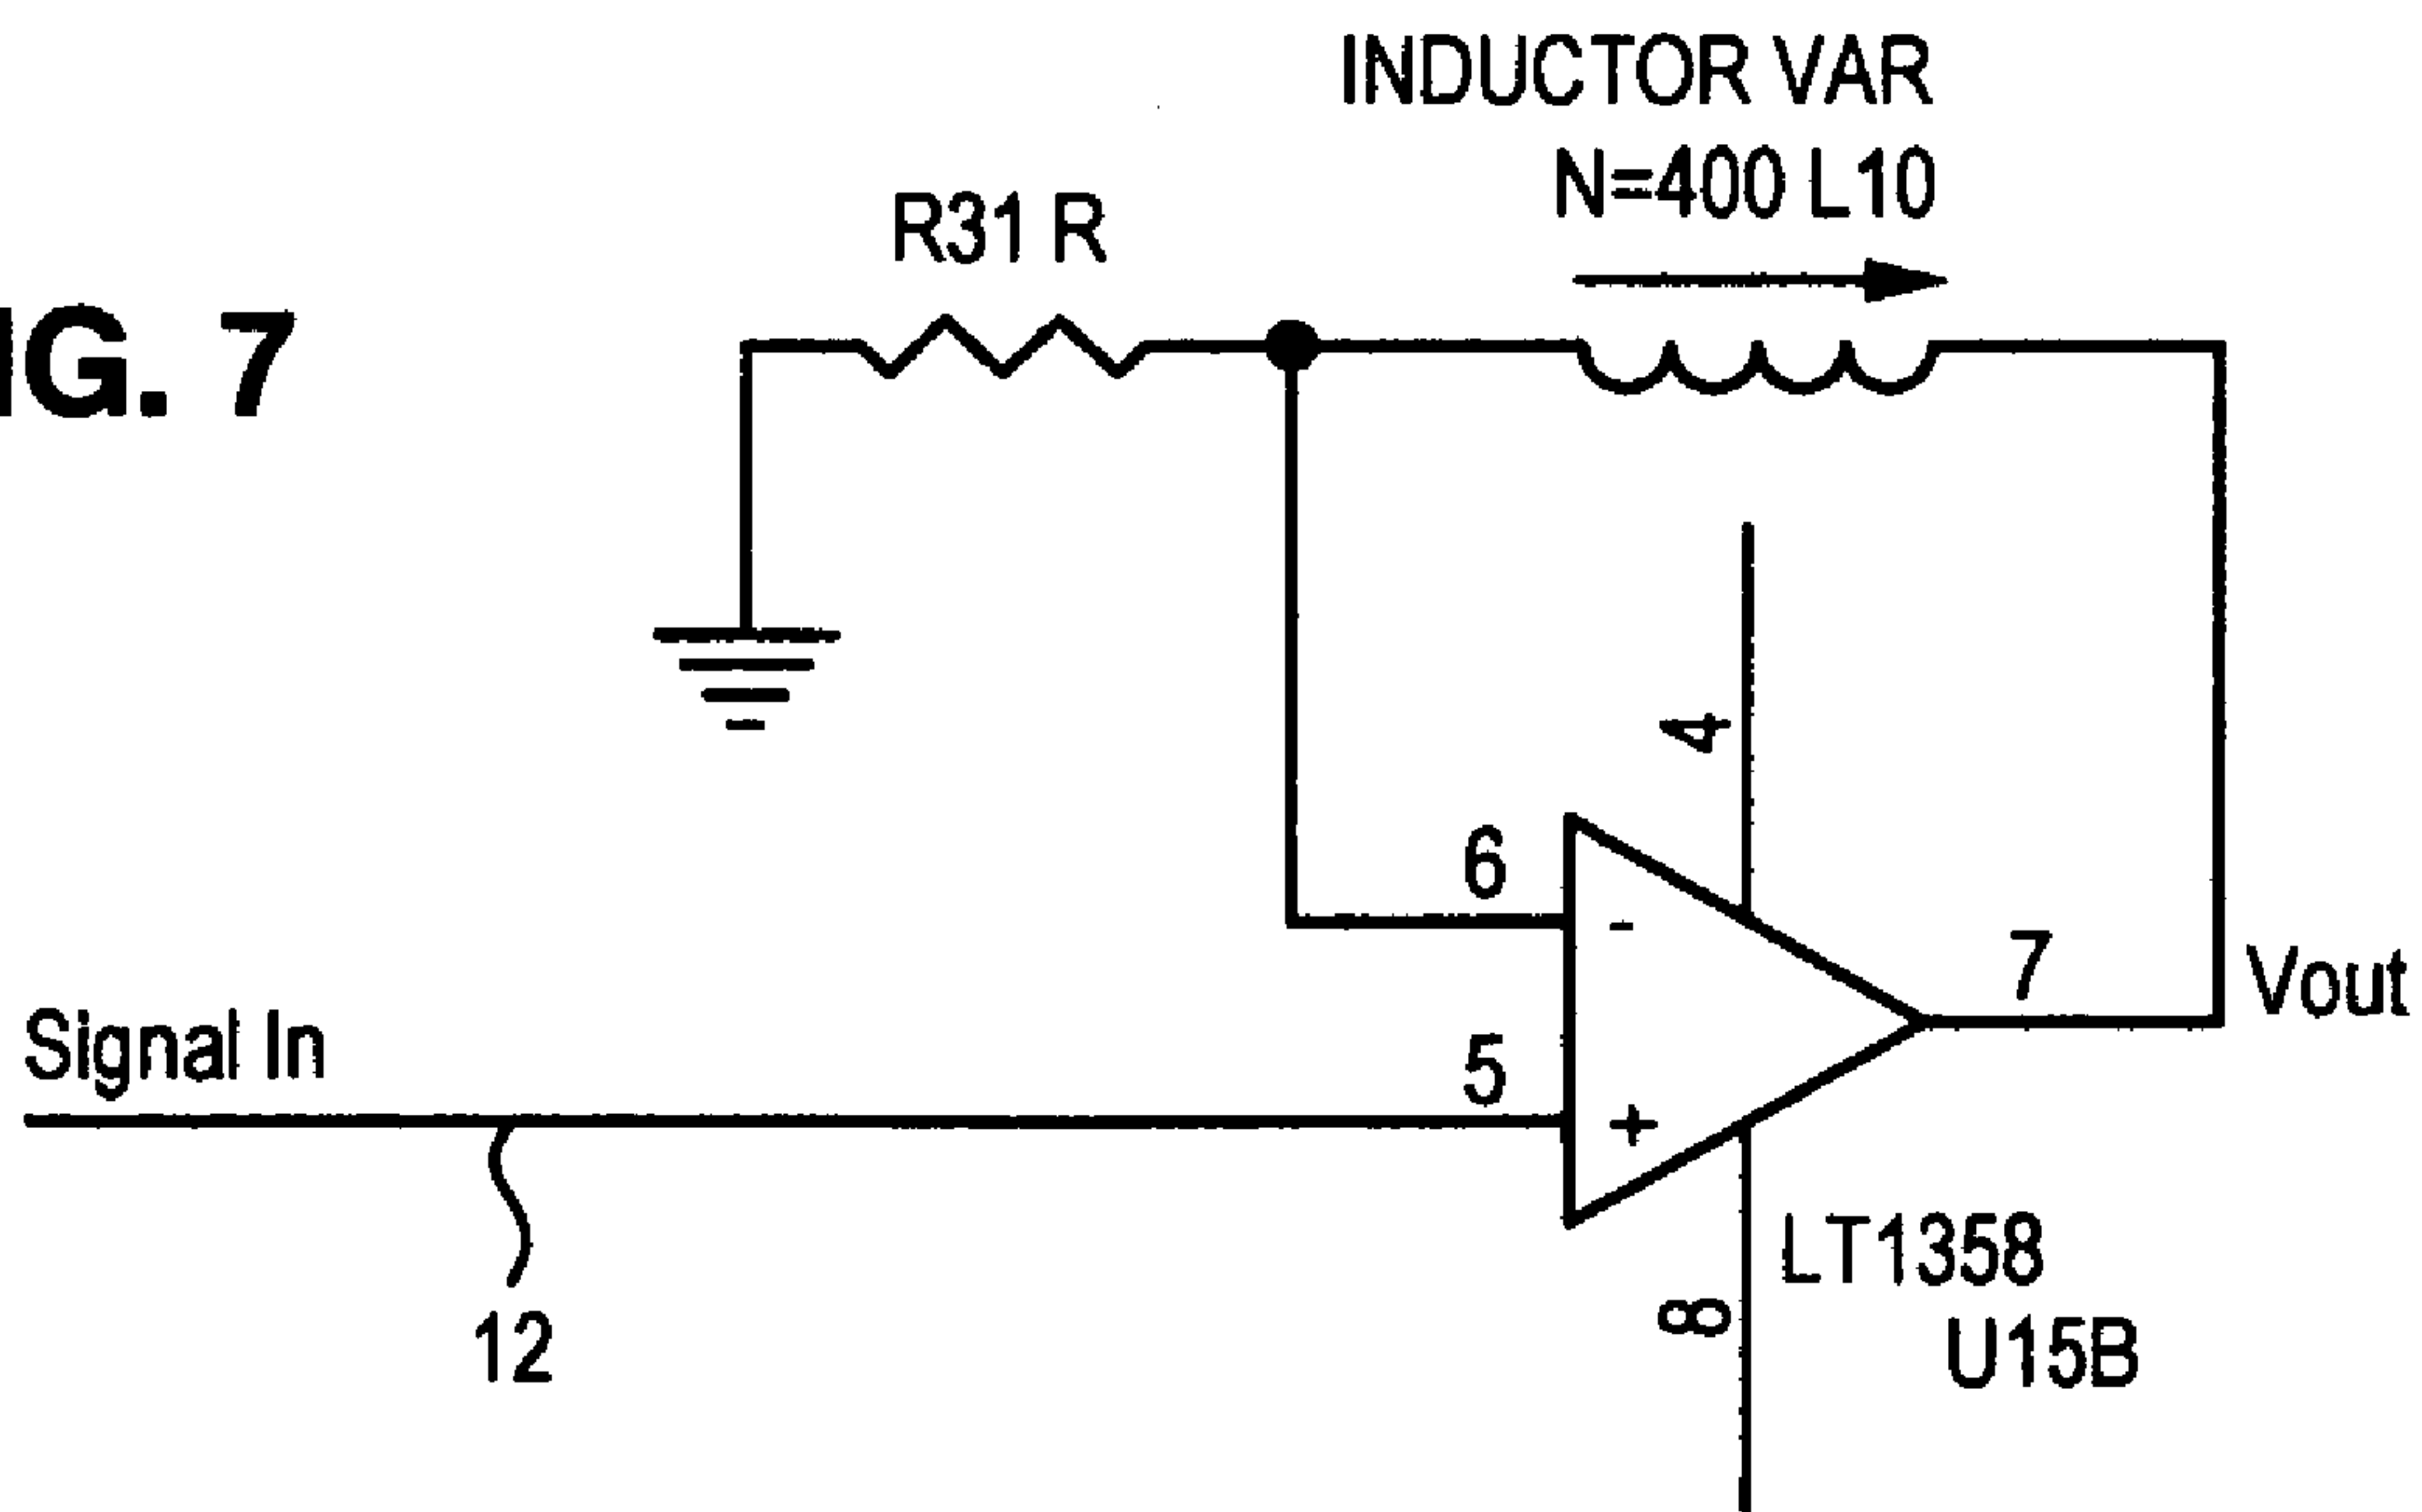 INDUCTOR VAR
N=400 L10
R31 R
IG. 7
4
6
-
7
Vout
Signal In
5
+
LT1358
8
U15B
12